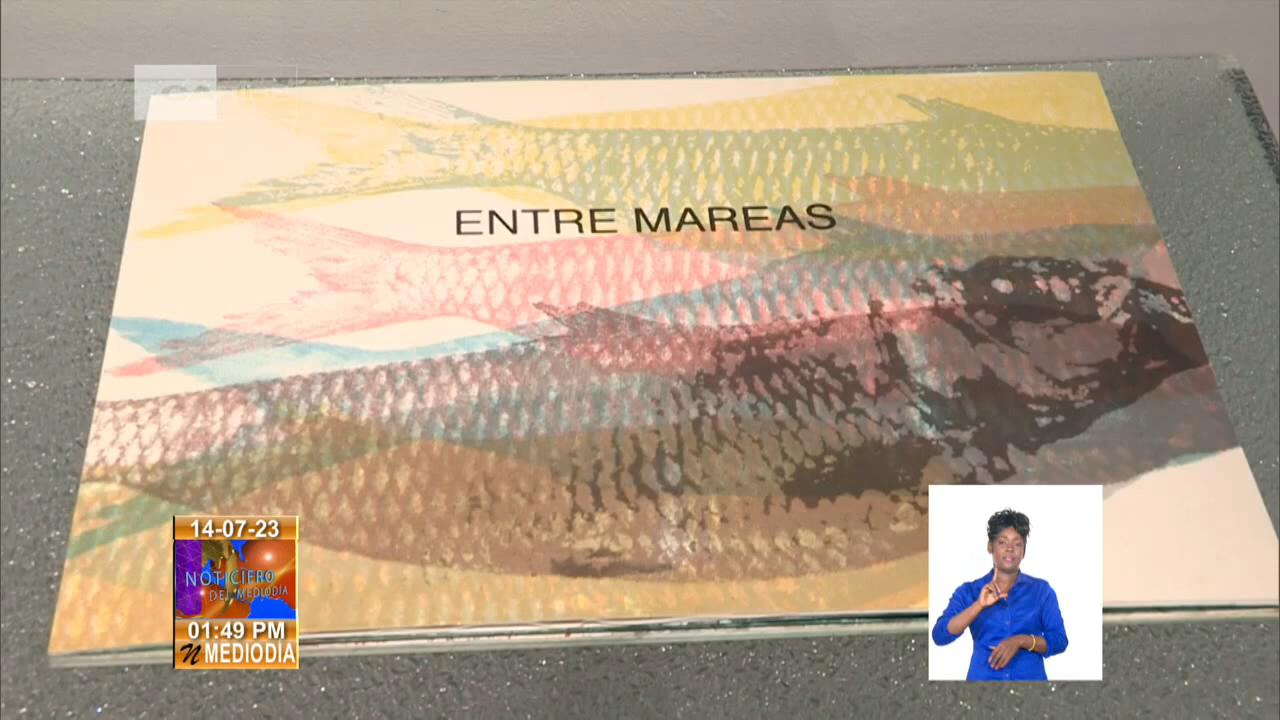 ENTRE MAREAS
14-07-23
NOTICIERO
DEL MEDIODIA
01:49 PM
MEDIODIA